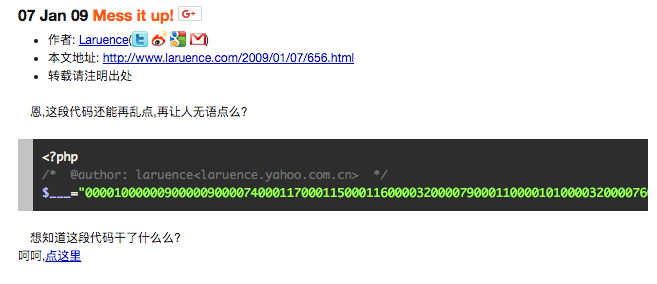 07 Jan 09 Mess it up! G+
作者: Laruence( )
本文地址: http://www.laruence.com/2009/01/07/656.html
转载请注明出处
恩,这段代码还能再乱点,再让人无语点么?
<?php
/* @author: laruence<laruence.yahoo.com.cn> */
$___="0000100000090000090000740001170001150001160000320000790001100001010000320000760
想知道这段代码干了什么么?
呵呵,点这里